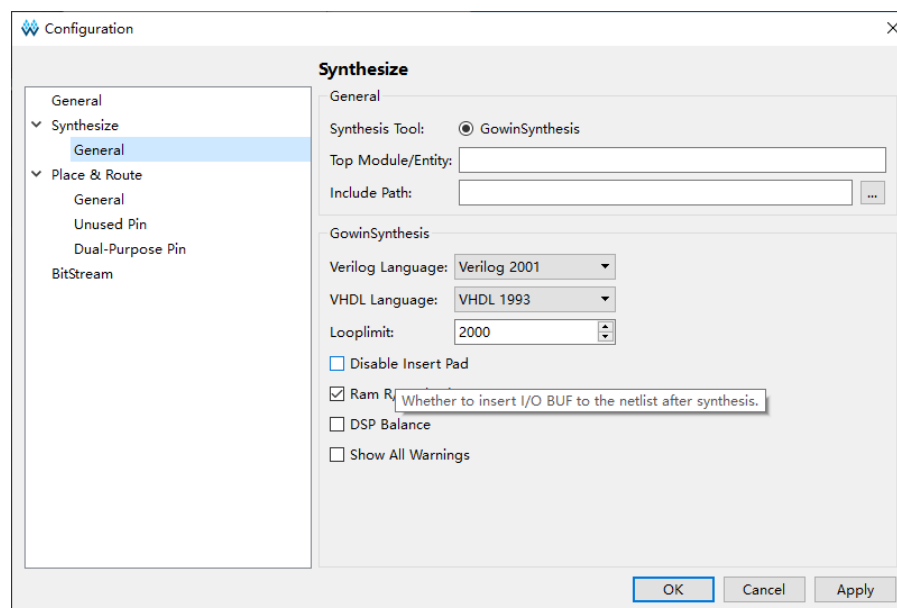 Configuration
Synthesize
General
General
Synthesize
Synthesis Tool: GowinSynthesis
General
Top Module/Entity:
Place & Route
Include Path: ...
General
Unused Pin
GowinSynthesis
Dual-Purpose Pin
Verilog Language: Verilog 2001
BitStream
VHDL Language: VHDL 1993
Looplimit: 2000
Disable Insert Pad
Ram
Whether to insert I/O BUF to the netlist after synthesis.
DSP Balance
Show All Warnings
OK Cancel Apply